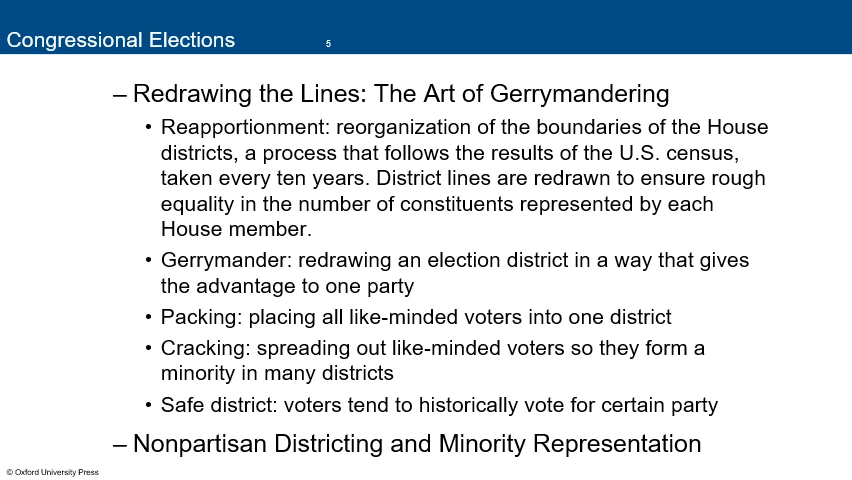 Congressional Elections 5
– Redrawing the Lines: The Art of Gerrymandering
• Reapportionment: reorganization of the boundaries of the House
districts, a process that follows the results of the U.S. census,
taken every ten years. District lines are redrawn to ensure rough
equality in the number of constituents represented by each
House member.
• Gerrymander: redrawing an election district in a way that gives
the advantage to one party
• Packing: placing all like-minded voters into one district
• Cracking: spreading out like-minded voters so they form a
minority in many districts
• Safe district: voters tend to historically vote for certain party
– Nonpartisan Districting and Minority Representation
© Oxford University Press